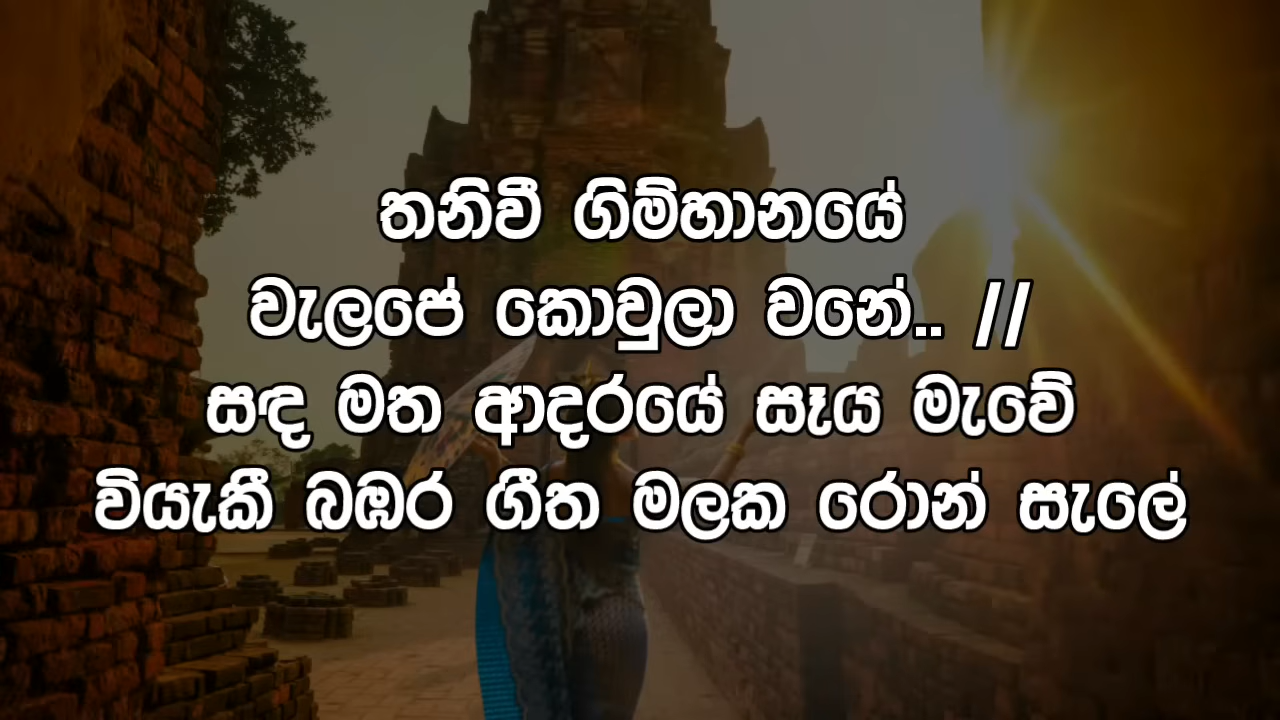 තනිවී ගිම්හානයේ
වැලපේ කොවුලා වනේ.. //
සඳ මත ආදරයේ සෑය මැවේ
වියැකී බඹර ගීත මලක රොන් සැලේ